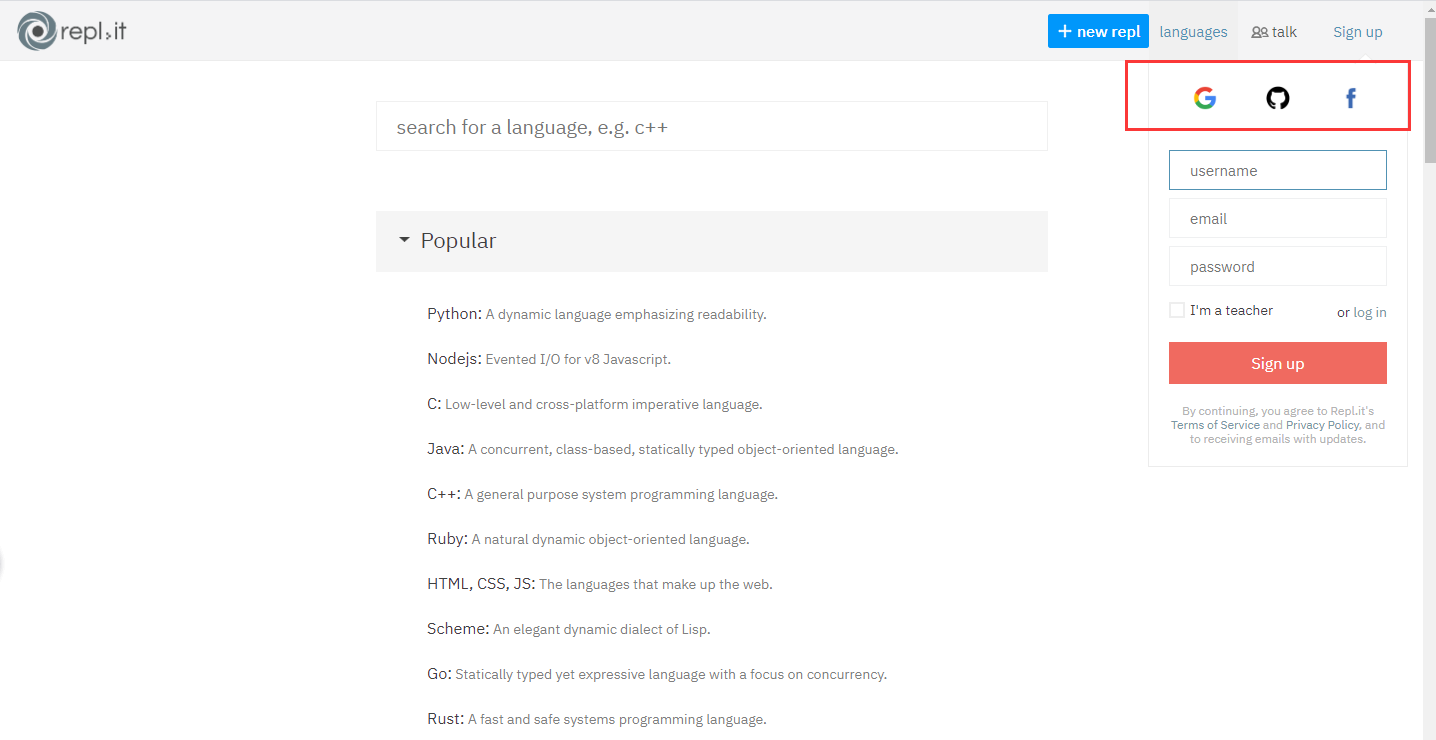 repl.it
+ new repl languages talk Sign up
search for a language, e.g. c++
Popular
Python: A dynamic language emphasizing readability.
Nodejs: Evented I/O for v8 Javascript.
C: Low-level and cross-platform imperative language.
Java: A concurrent, class-based, statically typed object-oriented language.
C++: A general purpose system programming language.
Ruby: A natural dynamic object-oriented language.
HTML, CSS, JS: The languages that make up the web.
Scheme: An elegant dynamic dialect of Lisp.
Go: Statically typed yet expressive language with a focus on concurrency.
Rust: A fast and safe systems programming language.
username
email
password
I'm a teacher or log in
Sign up
By continuing, you agree to Repl.it's
Terms of Service and Privacy Policy, and
to receiving emails with updates.